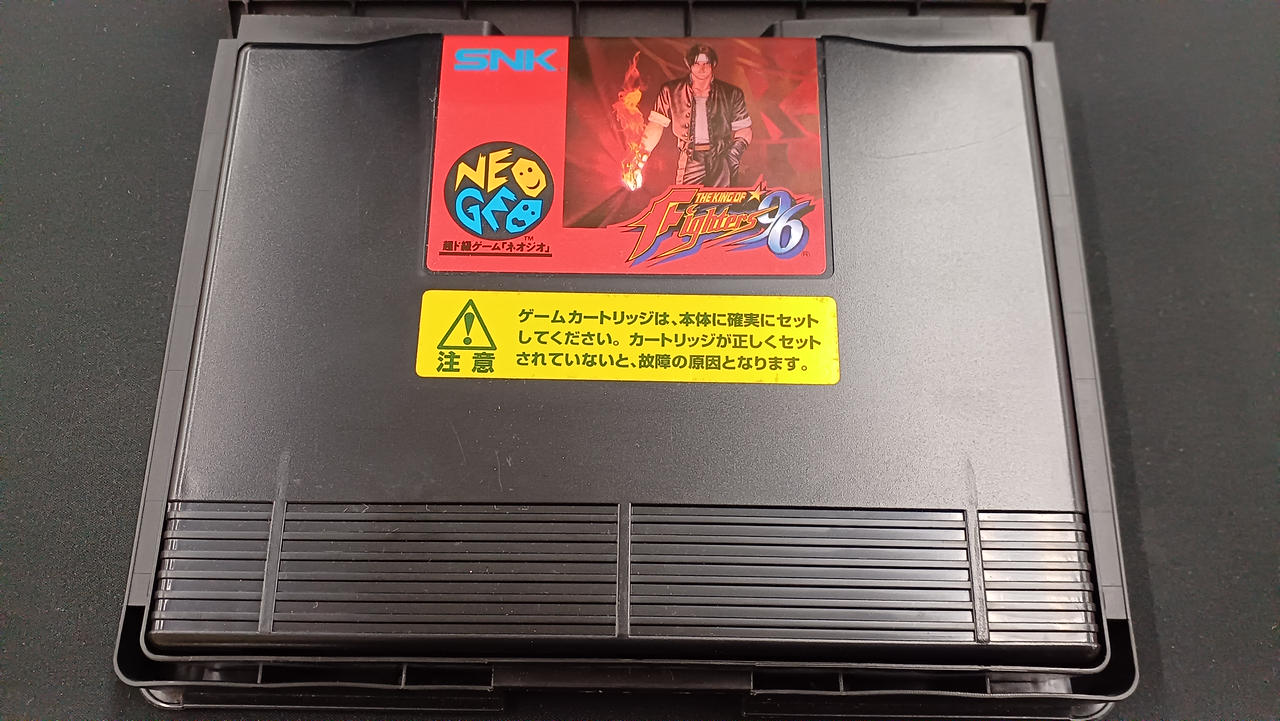 SNK
NEO
GEO
TM
超ド級ゲーム「ネオジオ」
THE KING OF
Fighters '96
®
注意
ゲームカートリッジは、本体に確実にセット
してください。カートリッジが正しくセット
されていないと、故障の原因となります。